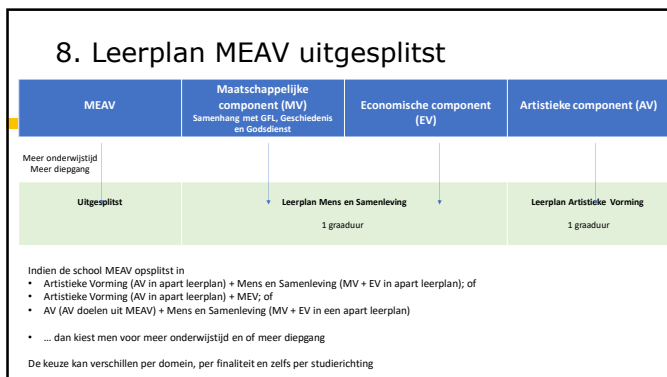 8. Leerplan MEAV uitgesplitst
MEAV
Maatschappelijke
component (MV)
Samenhang met GFL, Geschiedenis
en Godsdienst
Economische component
(EV)
Artistieke component (AV)
Meer onderwijstijd
Meer diepgang
Uitgesplitst
Leerplan Mens en Samenleving
1 graaduur
Leerplan Artistieke Vorming
1 graaduur
Indien de school MEAV opsplitst in
• Artistieke Vorming (AV in apart leerplan) + Mens en Samenleving (MV + EV in apart leerplan); of
• Artistieke Vorming (AV in apart leerplan) + MEV; of
• AV (AV doelen uit MEAV) + Mens en Samenleving (MV + EV in een apart leerplan)
• … dan kiest men voor meer onderwijstijd en of meer diepgang
De keuze kan verschillen per domein, per finaliteit en zelfs per studierichting